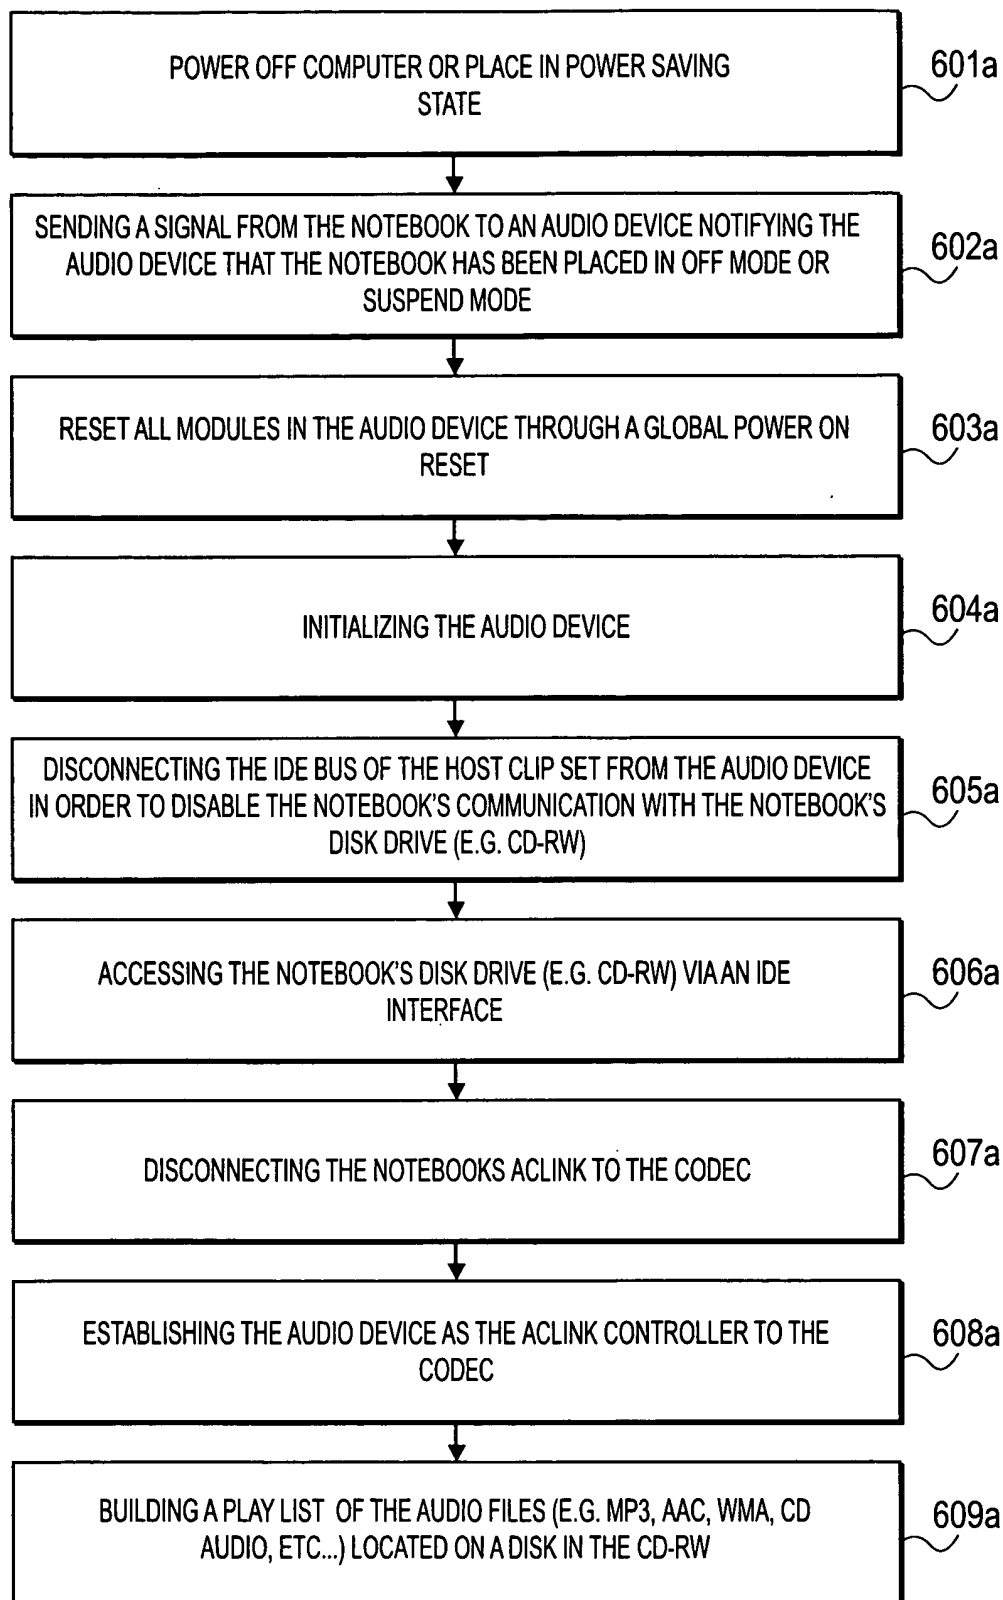 POWER OFF COMPUTER OR PLACE IN POWER SAVING
STATE
601a
SENDING A SIGNAL FROM THE NOTEBOOK TO AN AUDIO DEVICE NOTIFYING THE
AUDIO DEVICE THAT THE NOTEBOOK HAS BEEN PLACED IN OFF MODE OR
SUSPEND MODE
602a
RESET ALL MODULES IN THE AUDIO DEVICE THROUGH A GLOBAL POWER ON
RESET
603a
INITIALIZING THE AUDIO DEVICE
604a
DISCONNECTING THE IDE BUS OF THE HOST CLIP SET FROM THE AUDIO DEVICE
IN ORDER TO DISABLE THE NOTEBOOK'S COMMUNICATION WITH THE NOTEBOOK'S
DISK DRIVE (E.G. CD-RW)
605a
ACCESSING THE NOTEBOOK'S DISK DRIVE (E.G. CD-RW) VIA AN IDE
INTERFACE
606a
DISCONNECTING THE NOTEBOOKS ACLINK TO THE CODEC
607a
ESTABLISHING THE AUDIO DEVICE AS THE ACLINK CONTROLLER TO THE
CODEC
608a
BUILDING A PLAY LIST OF THE AUDIO FILES (E.G. MP3, AAC, WMA, CD
AUDIO, ETC...) LOCATED ON A DISK IN THE CD-RW
609a